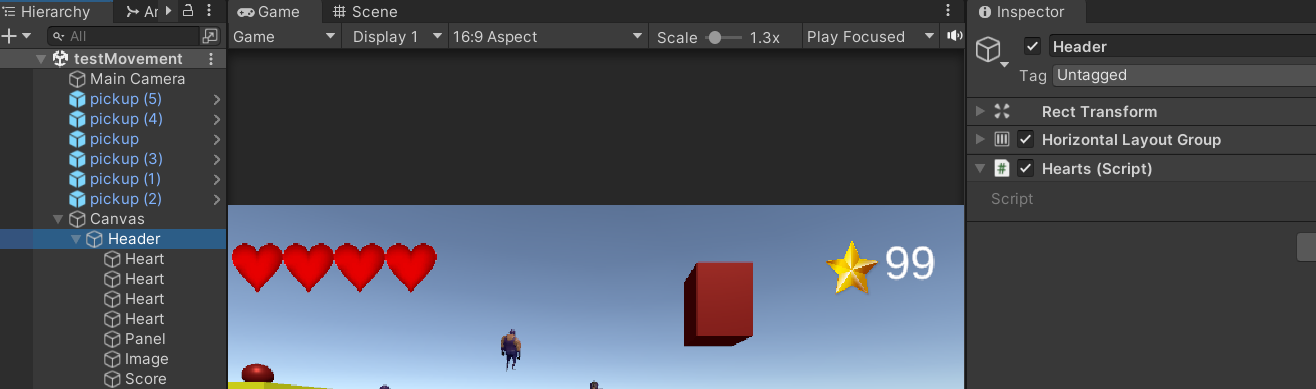 Hierarchy
Ar
Game
Scene
Inspector
All
Game
Display 1
16:9 Aspect
Scale
1.3x
Play Focused
Header
Tag Untagged
testMovement
Main Camera
pickup (5)
pickup (4)
pickup
pickup (3)
pickup (1)
pickup (2)
Canvas
Header
Heart
Heart
Heart
Heart
Panel
Image
Score
99
Rect Transform
Horizontal Layout Group
# Hearts (Script)
Script